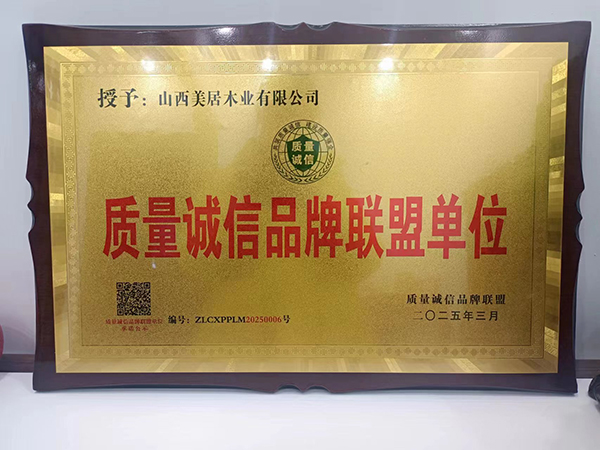 授予：山西美居木业有限公司
质量诚信
质量诚信品牌联盟单位
质量诚信品牌联盟
编号：ZLCXPPLM20250006号
二〇二五年三月